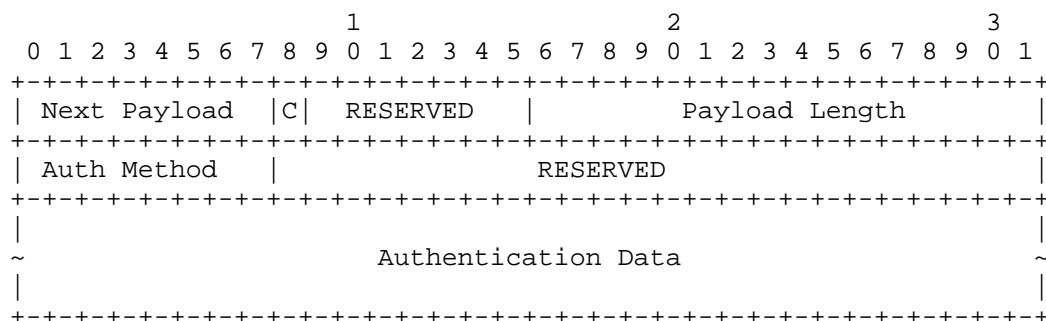 1                   2                   3
 0 1 2 3 4 5 6 7 8 9 0 1 2 3 4 5 6 7 8 9 0 1 2 3 4 5 6 7 8 9 0 1
+-+-+-+-+-+-+-+-+-+-+-+-+-+-+-+-+-+-+-+-+-+-+-+-+-+-+-+-+-+-+-+-+
| Next Payload  |C|  RESERVED   |         Payload Length        |
+-+-+-+-+-+-+-+-+-+-+-+-+-+-+-+-+-+-+-+-+-+-+-+-+-+-+-+-+-+-+-+-+
| Auth Method   |                RESERVED                       |
+-+-+-+-+-+-+-+-+-+-+-+-+-+-+-+-+-+-+-+-+-+-+-+-+-+-+-+-+-+-+-+-+
|                                                               |
~                      Authentication Data                      ~
|                                                               |
+-+-+-+-+-+-+-+-+-+-+-+-+-+-+-+-+-+-+-+-+-+-+-+-+-+-+-+-+-+-+-+-+